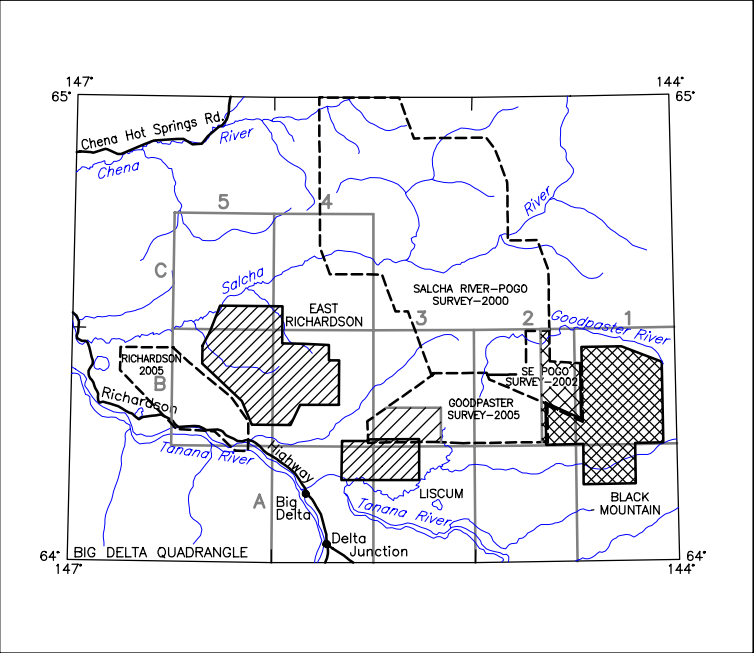 147°
144°
65°
65°
Chena Hot Springs Rd.
River
Chena
5
4
River
C
Salcha
SALCHA RIVER-POGO
SURVEY-2000
EAST
RICHARDSON
3
2
1
Goodpaster River
RICHARDSON
2005
B
SE POGO
SURVEY-2002
Richardson
GOODPASTER
SURVEY-2005
Tanana River
Highway
A
Big
Delta
LISCUM
BLACK
MOUNTAIN
Tanana River
Delta
Junction
BIG DELTA QUADRANGLE
64°
64°
147°
144°